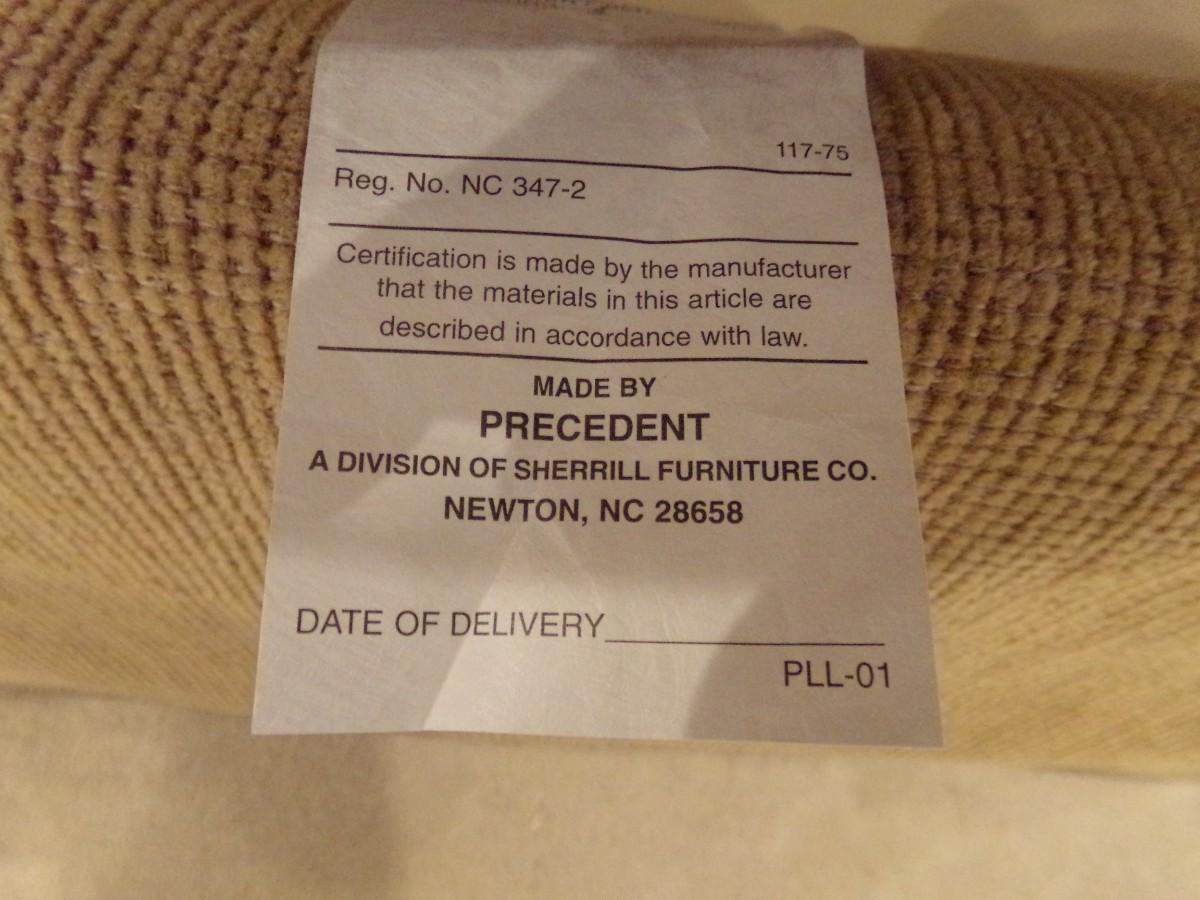 117-75
Reg. No. NC 347-2
Certification is made by the manufacturer
that the materials in this article are
described in accordance with law.
MADE BY
PRECEDENT
A DIVISION OF SHERRILL FURNITURE CO.
NEWTON, NC 28658
DATE OF DELIVERY
PLL-01